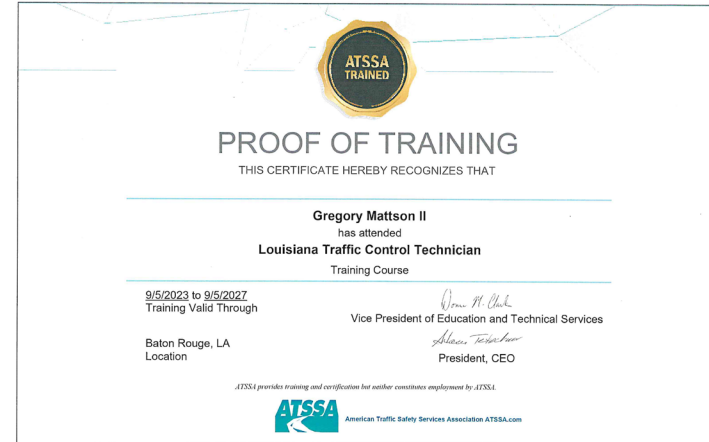 ATSSA
TRAINED
PROOF OF TRAINING
THIS CERTIFICATE HEREBY RECOGNIZES THAT
Gregory Mattson II
has attended
Louisiana Traffic Control Technician
Training Course
9/5/2023 to 9/5/2027
Training Valid Through
Donna M. Clark
Vice President of Education and Technical Services
Baton Rouge, LA
Location
President, CEO
ATSSA provides training and certification but neither constitutes employment by ATSSA.
ATSSA
American Traffic Safety Services Association ATSSA.com